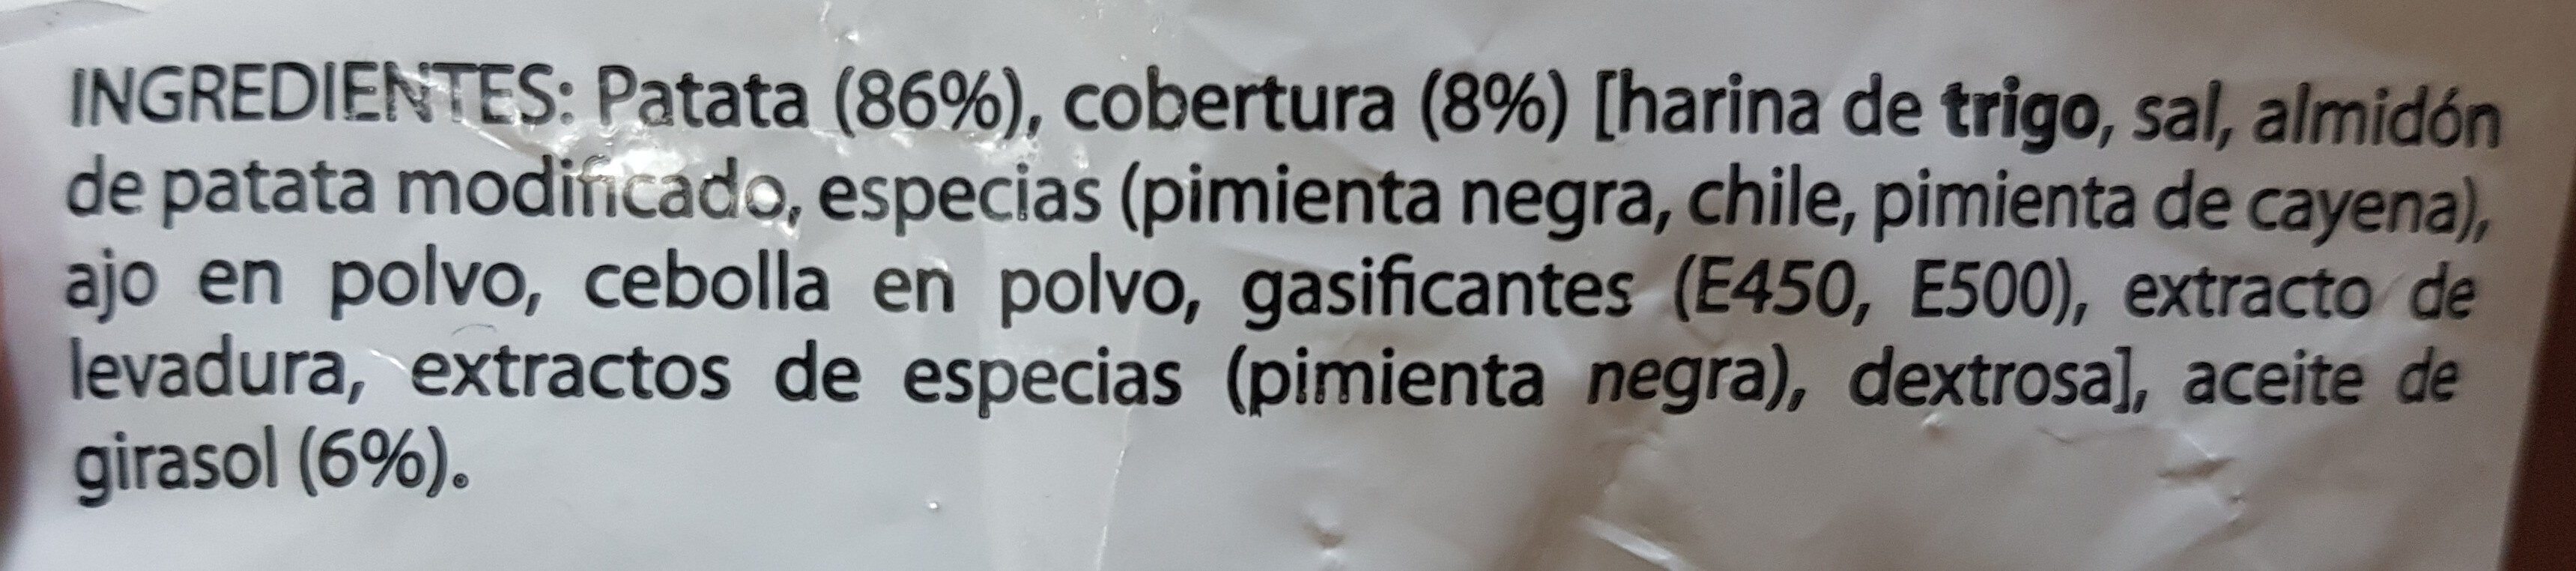 INGREDIENTES: Patata (86%), cobertura (8%) [harina de trigo, sal, almidón
de patata modificado, especias (pimienta negra, chile, pimienta de cayena),
ajo en polvo, cebolla en polvo, gasificantes (E450, E500), extracto de
levadura, extractos de especias (pimienta negra), dextrosa], aceite de
girasol (6%).